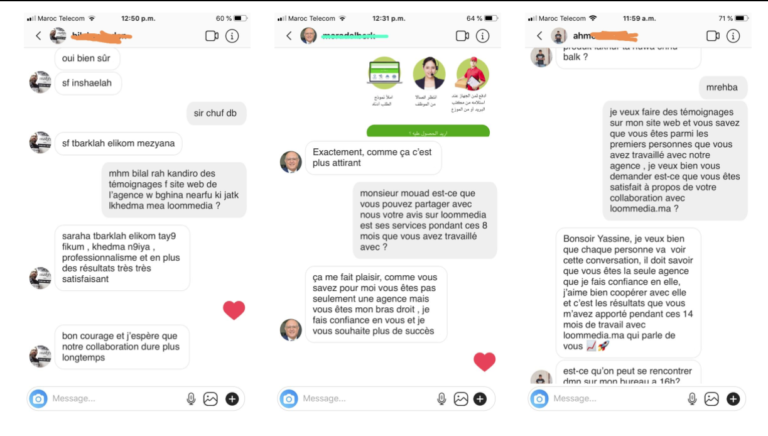 Maroc Telecom
12:50 p.m.
60 %
oui bien sûr
sf inshaelah
sir chuf db
sf tbarklah elikom mezyana
mhm bilal rah kandiro des
témoignages f site web de
l'agence w bghina nearfu ki jatk
lkhedma mea loommedia ?
saraha tbarklah elikom tay9
fikum , khedma n9iya ,
professionnalisme et en plus
des résultats très très
satisfaisant
bon courage et j'espère que
notre collaboration dure plus
longtemps
Message...
Maroc Telecom
12:31 p.m.
64 %
املأ نموذج
الطلب أدناه
انتظر اتصالا
من الموظف
Exactement, comme ça c'est
plus attirant
monsieur mouad est-ce que
vous pouvez partager avec
nous votre avis sur loommedia
est ses services pondant ces 8
mois que vous avez travaillé
avec ?
ça me fait plaisir, comme vous
savez pour moi vous êtes pas
seulement une agence mais
vous êtes mon bras droit , je
fais confiance en vous et je
vous souhaite plus de succès
Message...
Maroc Telecom
11:59 a.m.
71 %
balk ?
mrehba
je veux faire des témoignages
sur mon site web et vous savez
que vous êtes parmi les
premiers personnes que vous
avez travaillé avec notre
agence , je veux bien vous
demander est-ce que vous êtes
satisfait à propos de votre
collaboration avec
loommedia.ma ?
Bonsoir Yassine, je veux bien
que chaque personne va voir
cette conversation, il doit savoir
que vous êtes la seule agence
que je fais confiance en elle,
j'aime bien coopérer avec elle
et c'est les résultats que vous
m'avez apporté pendant ces 14
mois de travail avec
loommedia.ma qui parle de
vous 📈🚀
est-ce qu'on peut se rencontrer
dmn sur mon bureau a 16h?
Message...